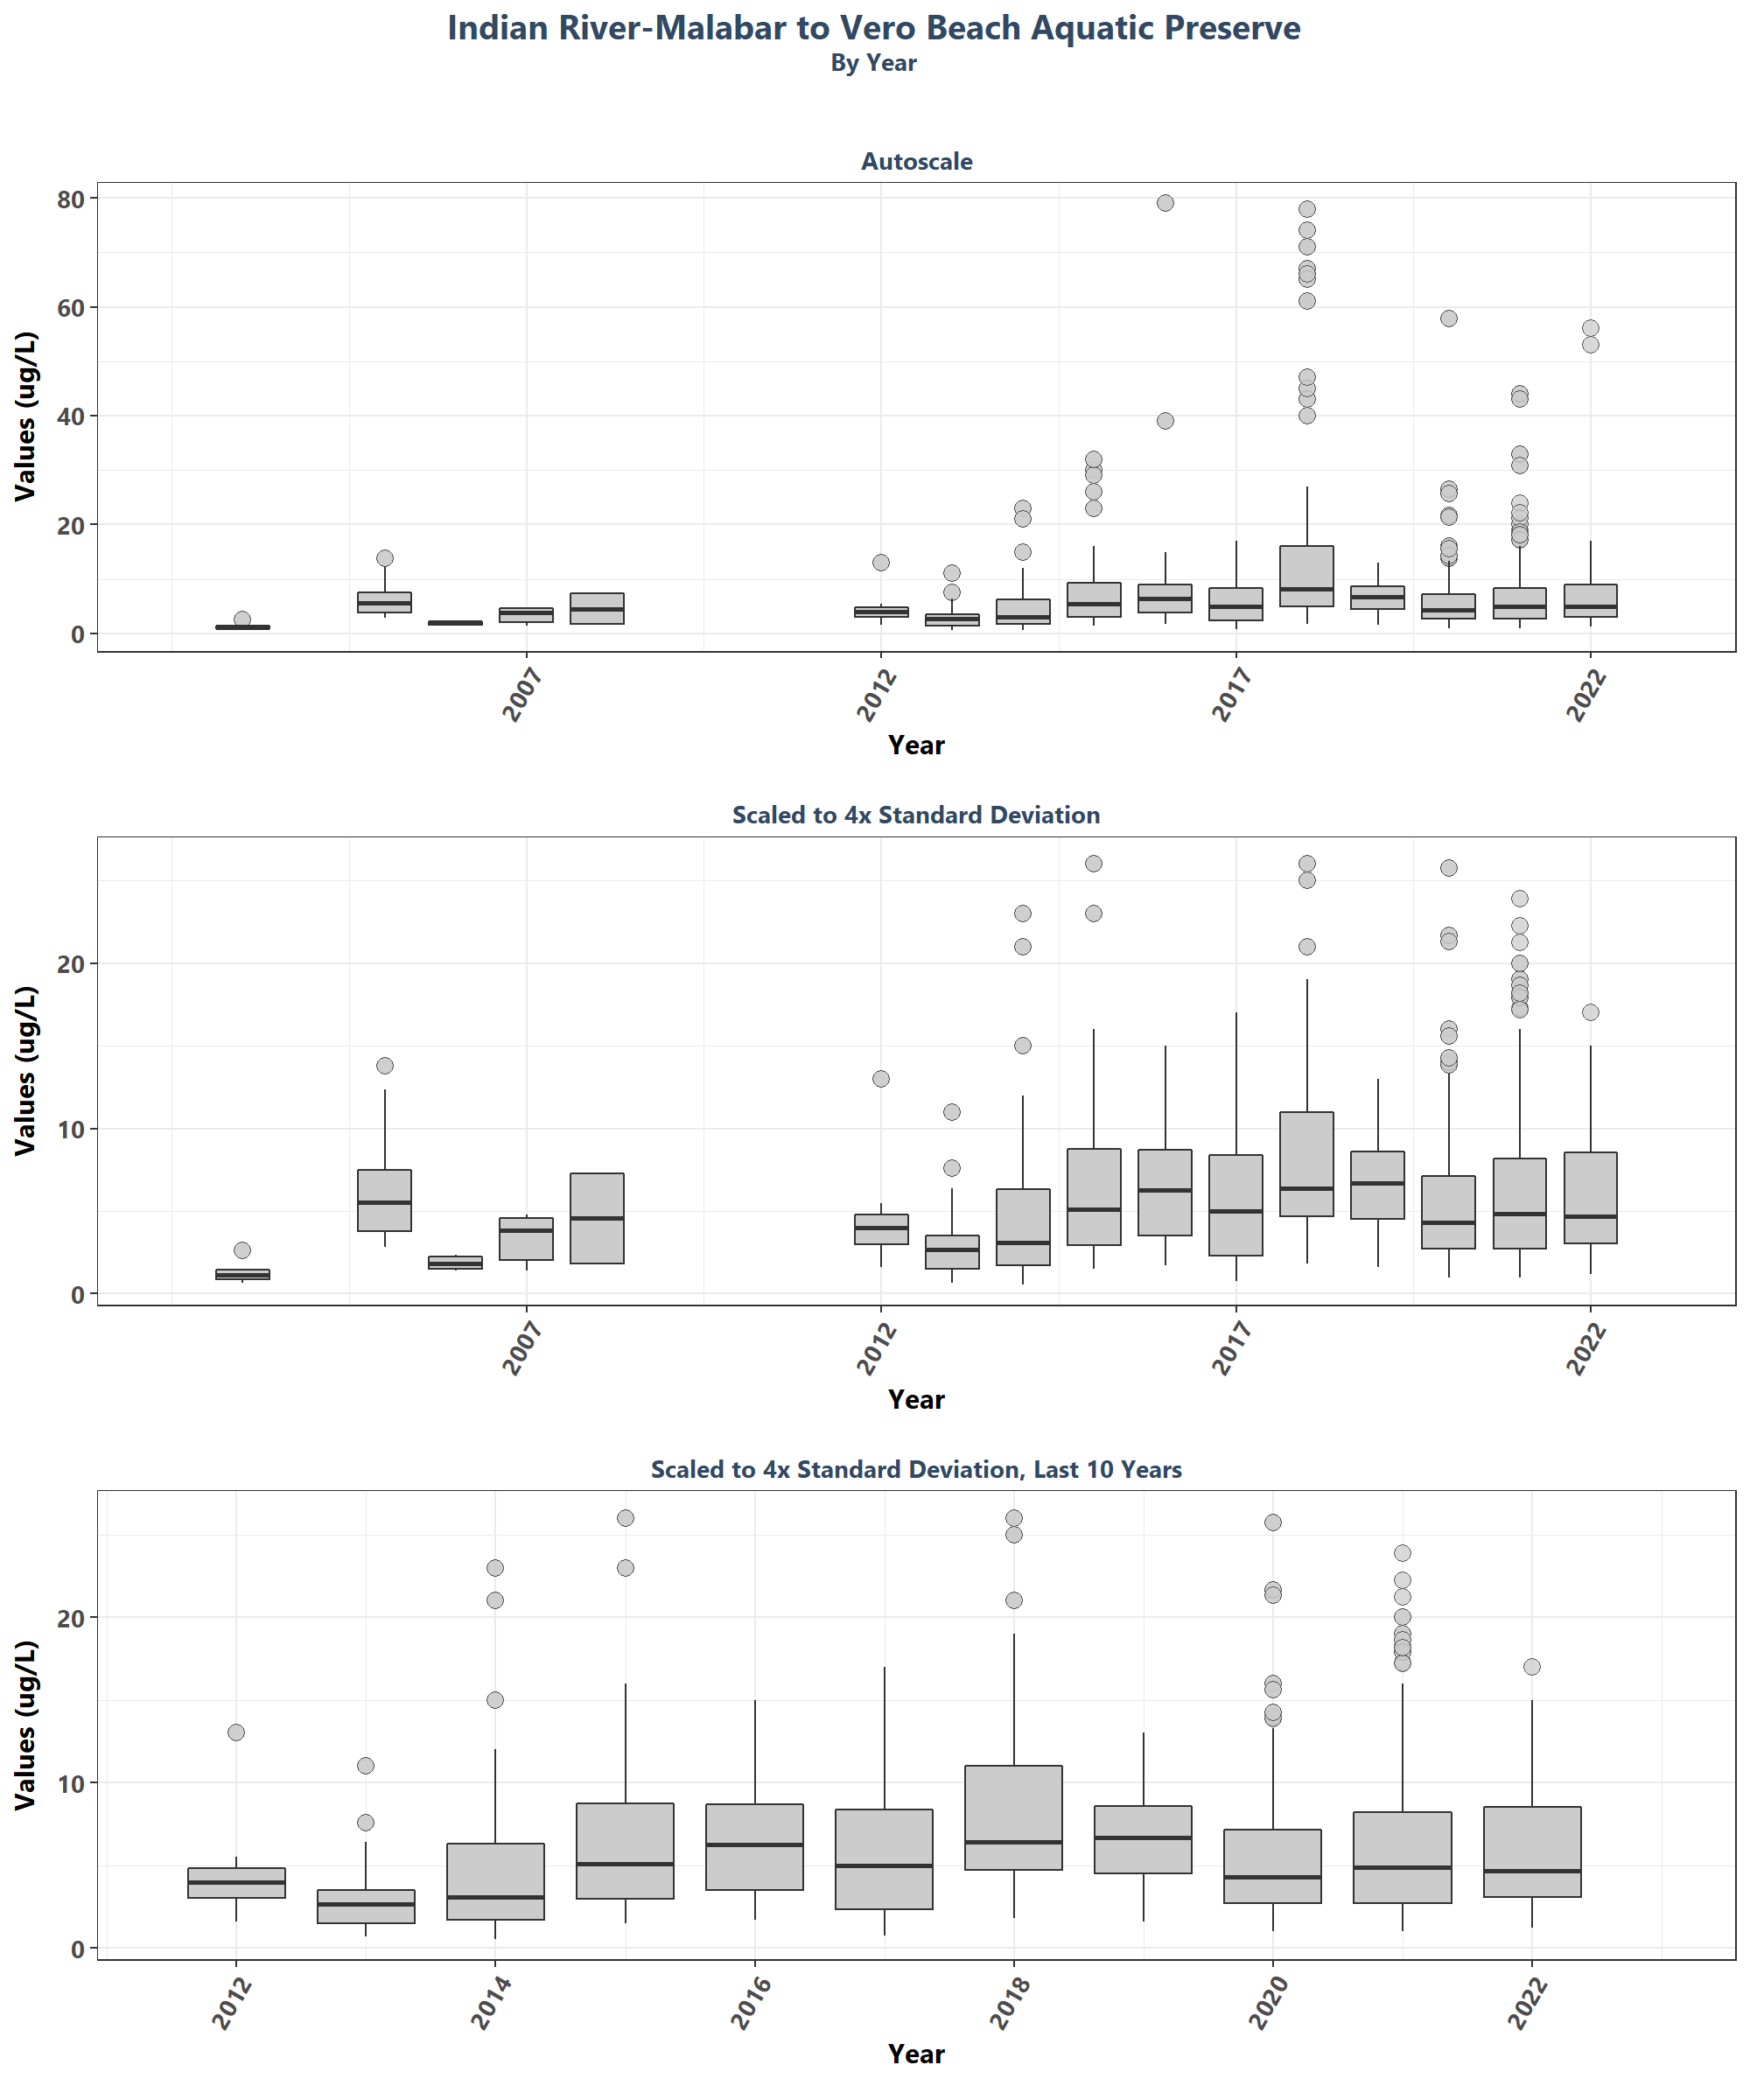 Indian River-Malabar to Vero Beach Aquatic Preserve
By Year
Autoscale
80
60
40
20
0
Values (ug/L)
2007
2012
2017
2022
Year
Scaled to 4x Standard Deviation
20
10
0
Values (ug/L)
2007
2012
2017
2022
Year
Scaled to 4x Standard Deviation, Last 10 Years
20
10
0
Values (ug/L)
2012
2014
2016
2018
2020
2022
Year